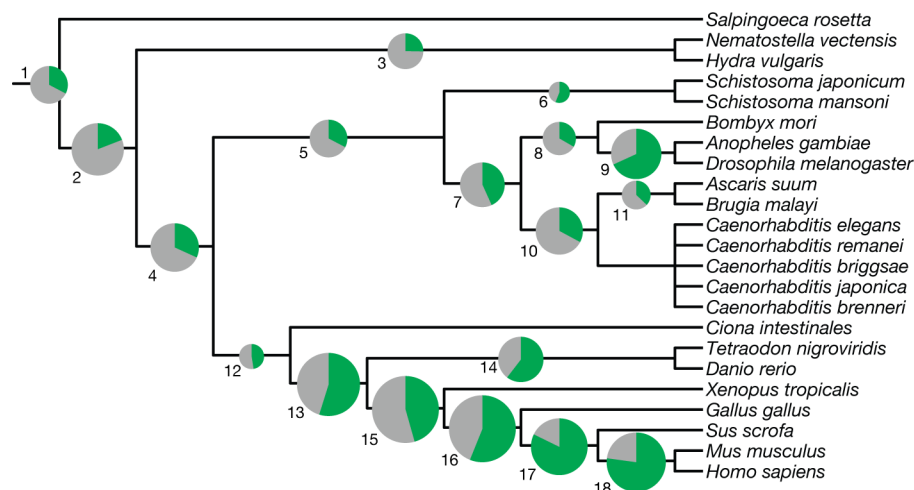 Salpingoeca rosetta
Nematostella vectensis
1
3
Hydra vulgaris
Schistosoma japonicum
6
Schistosoma mansoni
Bombyx mori
5
8
Anopheles gambiae
2
9
Drosophila melanogaster
Ascaris suum
7
11
Brugia malayi
Caenorhabditis elegans
10
Caenorhabditis remanei
4
Caenorhabditis briggsae
Caenorhabditis japonica
Caenorhabditis brenneri
Ciona intestinales
Tetraodon nigroviridis
12
14
Danio rerio
Xenopus tropicalis
13
Gallus gallus
15
Sus scrofa
16
Mus musculus
17
Homo sapiens
18